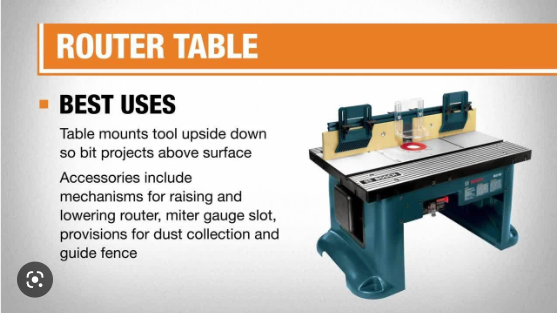 ROUTER TABLE
BEST USES
Table mounts tool upside down
so bit projects above surface
Accessories include
mechanisms for raising and
lowering router, miter gauge slot,
provisions for dust collection and
guide fence
BOSCH